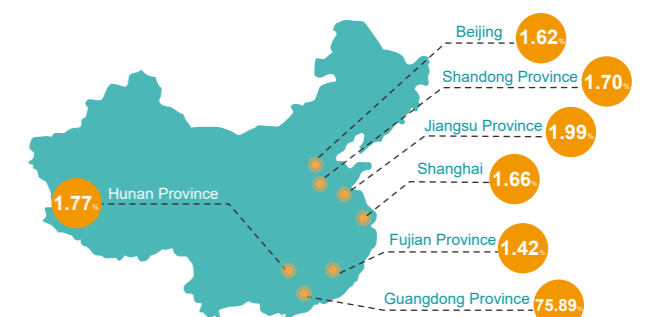 Beijing 1.62%
Shandong Province 1.70%
Jiangsu Province 1.99%
Shanghai 1.66%
Hunan Province 1.77%
Fujian Province 1.42%
Guangdong Province 75.89%